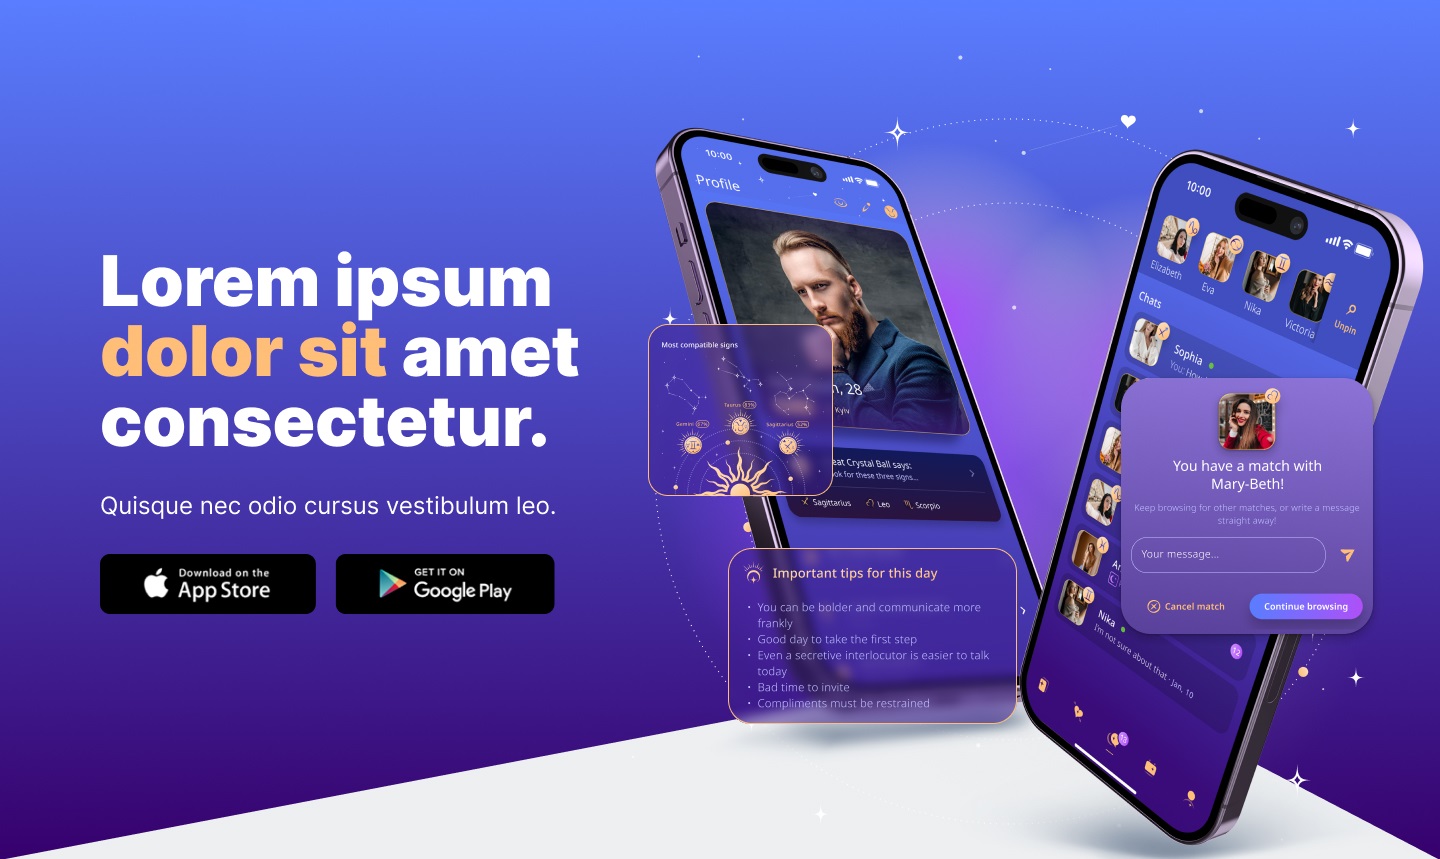 Lorem ipsum
dolor sit amet
consectetur.
Quisque nec odio cursus vestibulum leo.
Download on the
App Store
GET IT ON
Google Play
10:00
Profile
Most compatible signs
Taurus
Gemini
Sagittarius
, 28
Kyiv
Crystal Ball says:
for these three signs...
Sagittarius
Leo
Scorpio
Important tips for this day
• You can be bolder and communicate more
frankly
• Good day to take the first step
• Even a secretive interlocutor is easier to talk
today
• Bad time to invite
• Compliments must be restrained
10:00
Elizabeth
Eva
Nika
Victoria
Unpin
Chats
Sophia
You:
You have a match with
Mary-Beth!
Keep browsing for other matches, or write a message
straight away!
Your message...
Cancel match
Continue browsing
12
Nika
I'm not sure about that · Jan, 10